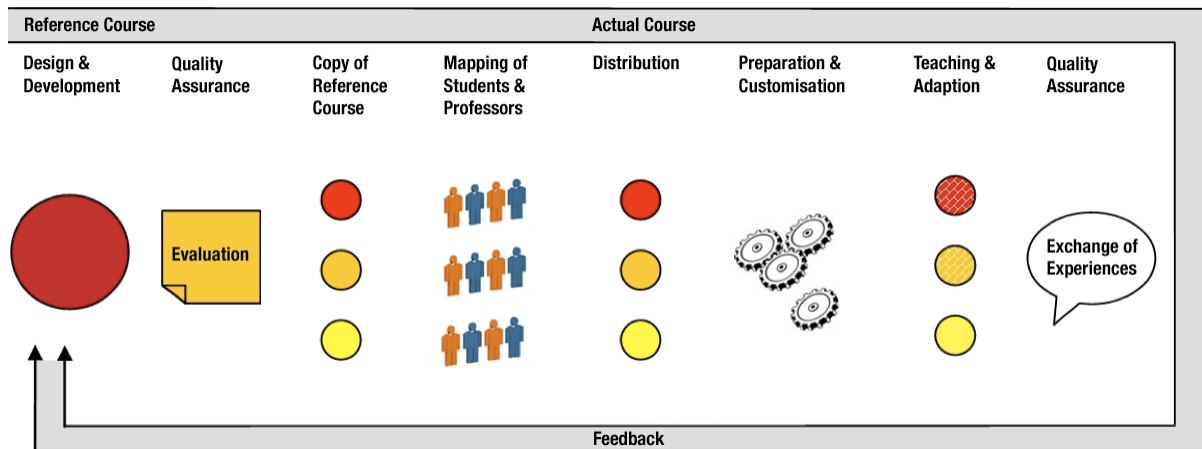 Reference Course
Actual Course
Design &
Development
Quality
Assurance
Copy of
Reference
Course
Mapping of
Students &
Professors
Distribution
Preparation &
Customisation
Teaching &
Adaption
Quality
Assurance
Evaluation
Exchange of
Experiences
Feedback